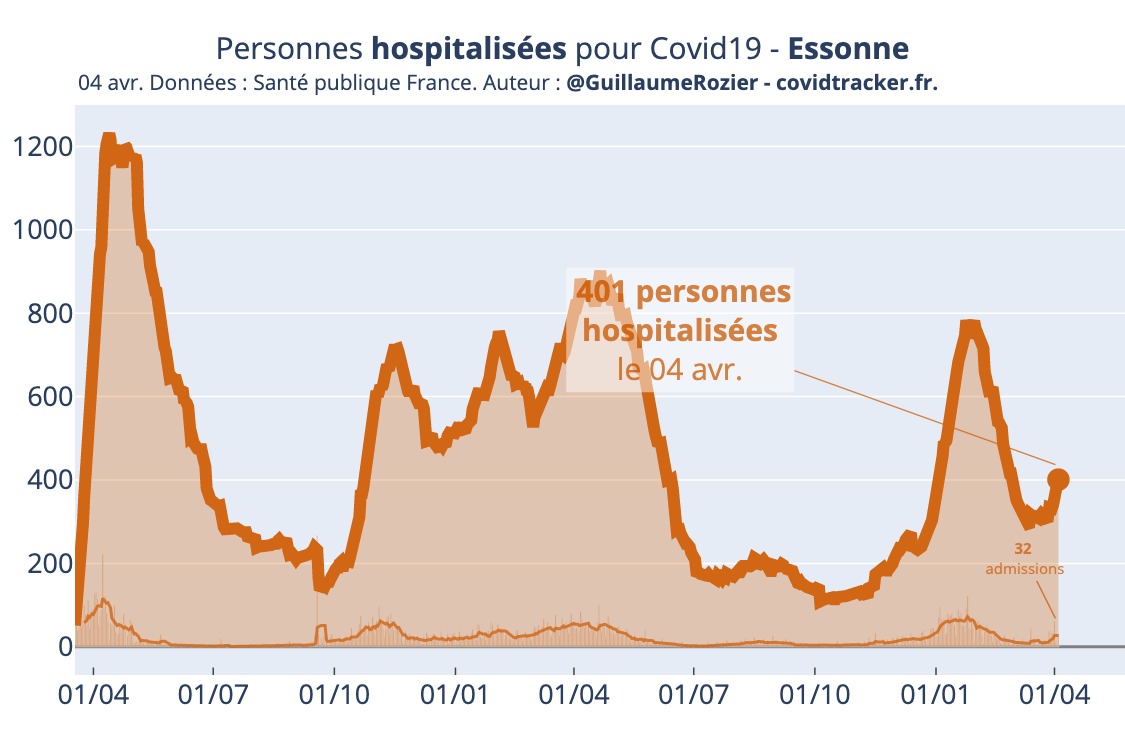 Personnes hospitalisées pour Covid19 - Essonne
04 avr. Données : Santé publique France. Auteur : @GuillaumeRozier - covidtracker.fr.
1200
1000
800
600
400
200
0
401 personnes
hospitalisées
le 04 avr.
32
admissions
01/04 01/07 01/10 01/01 01/04 01/07 01/10 01/01 01/04